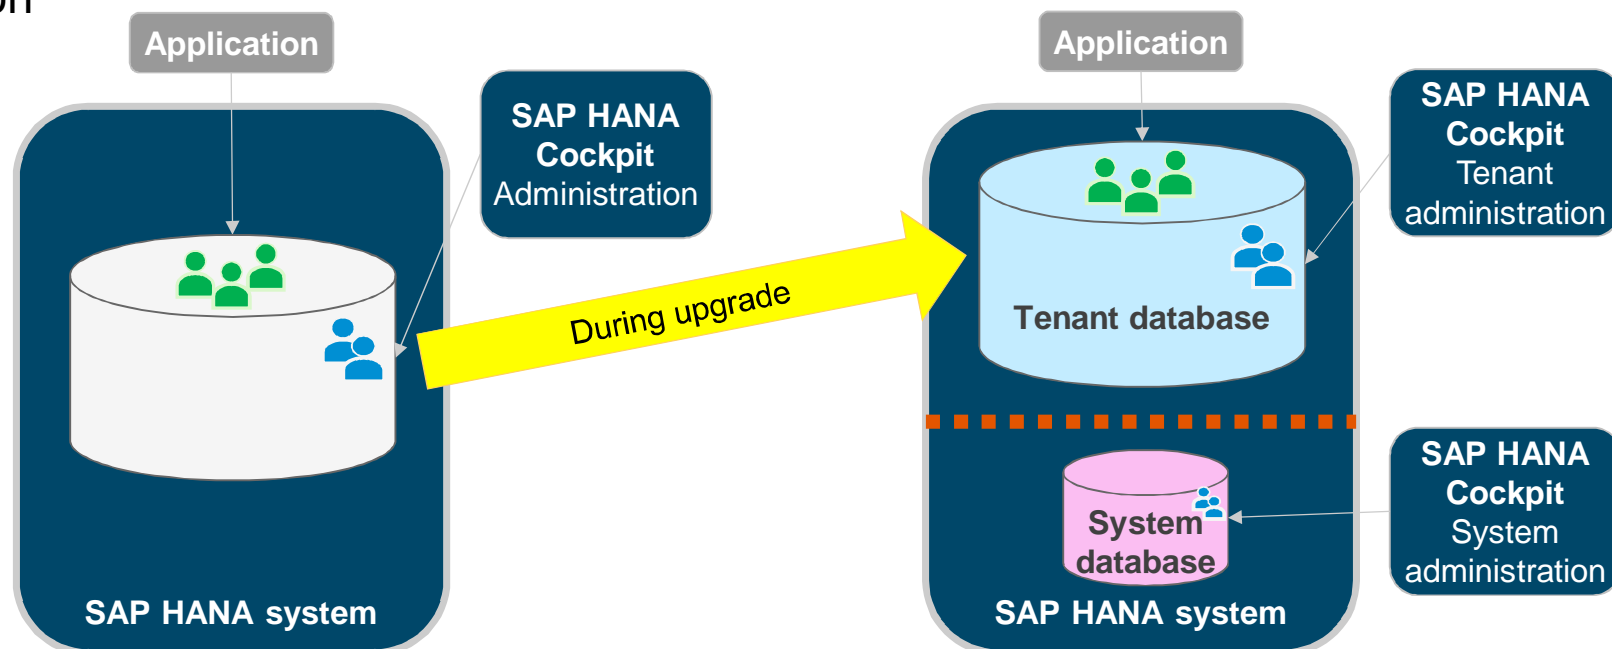 Application
SAP HANA
Cockpit
Administration
SAP HANA system
During upgrade
Application
Tenant database
SAP HANA
Cockpit
Tenant
administration
System
database
SAP HANA
Cockpit
System
administration
SAP HANA system